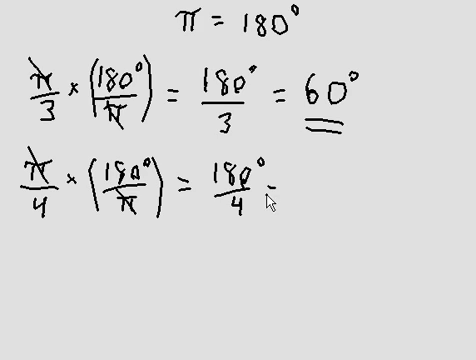 π = 180°
π/3 × (180°/π) = 180°/3 = 60°
π/4 × (180°/π) = 180°/4 =